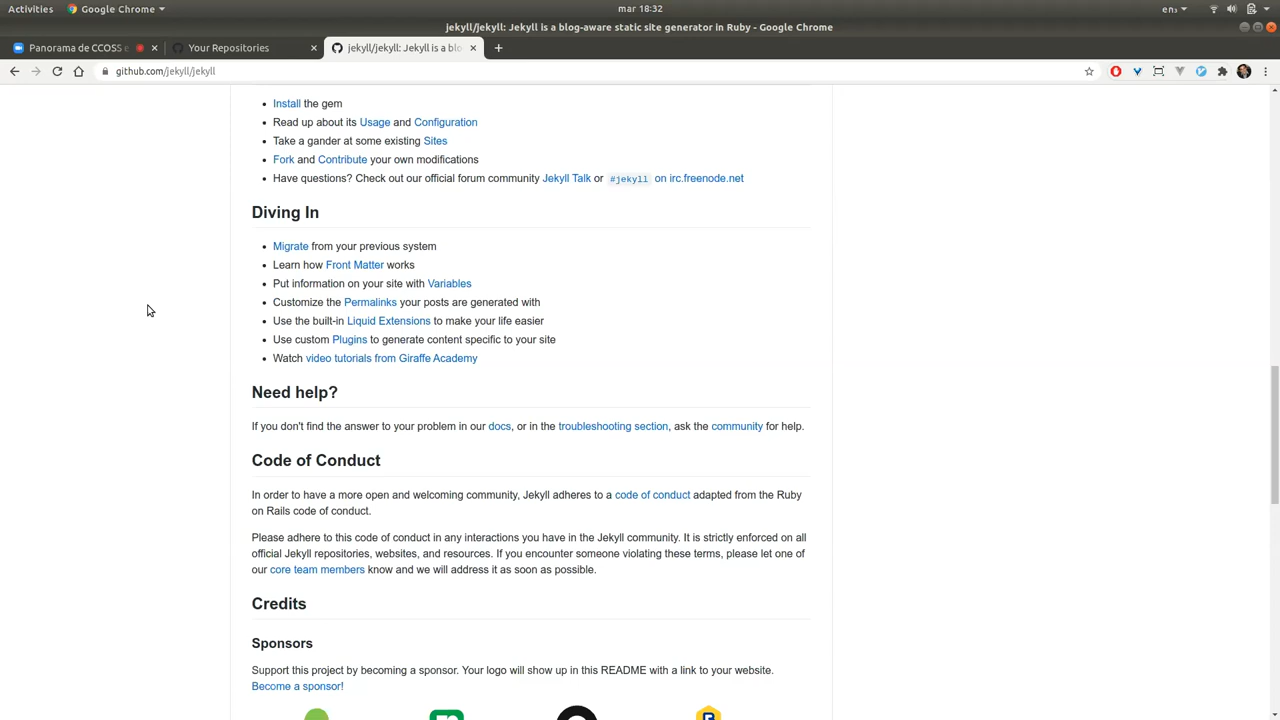 Activities
Google Chrome
mar 18:32
en₅
jekyll/jekyll: Jekyll is a blog-aware static site generator in Ruby - Google Chrome
Panorama de CCOSS e
Your Repositories
jekyll/jekyll: Jekyll is a blo
github.com/jekyll/jekyll
Install the gem
Read up about its Usage and Configuration
Take a gander at some existing Sites
Fork and Contribute your own modifications
Have questions? Check out our official forum community Jekyll Talk or #jekyll on irc.freenode.net
Diving In
Migrate from your previous system
Learn how Front Matter works
Put information on your site with Variables
Customize the Permalinks your posts are generated with
Use the built-in Liquid Extensions to make your life easier
Use custom Plugins to generate content specific to your site
Watch video tutorials from Giraffe Academy
Need help?
If you don't find the answer to your problem in our docs, or in the troubleshooting section, ask the community for help.
Code of Conduct
In order to have a more open and welcoming community, Jekyll adheres to a code of conduct adapted from the Ruby
on Rails code of conduct.
Please adhere to this code of conduct in any interactions you have in the Jekyll community. It is strictly enforced on all
official Jekyll repositories, websites, and resources. If you encounter someone violating these terms, please let one of
our core team members know and we will address it as soon as possible.
Credits
Sponsors
Support this project by becoming a sponsor. Your logo will show up in this README with a link to your website.
Become a sponsor!